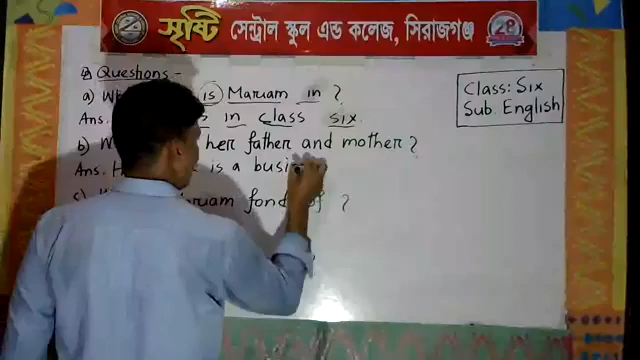 সৃষ্টি সেন্ট্রাল স্কুল এন্ড কলেজ, সিরাজগঞ্জ
Questions :-
Class: Six
Sub. English
a) is Mariam in ?
Ans. in class six.
b) her father and mother?
Ans. is a busi
c) fond of ?